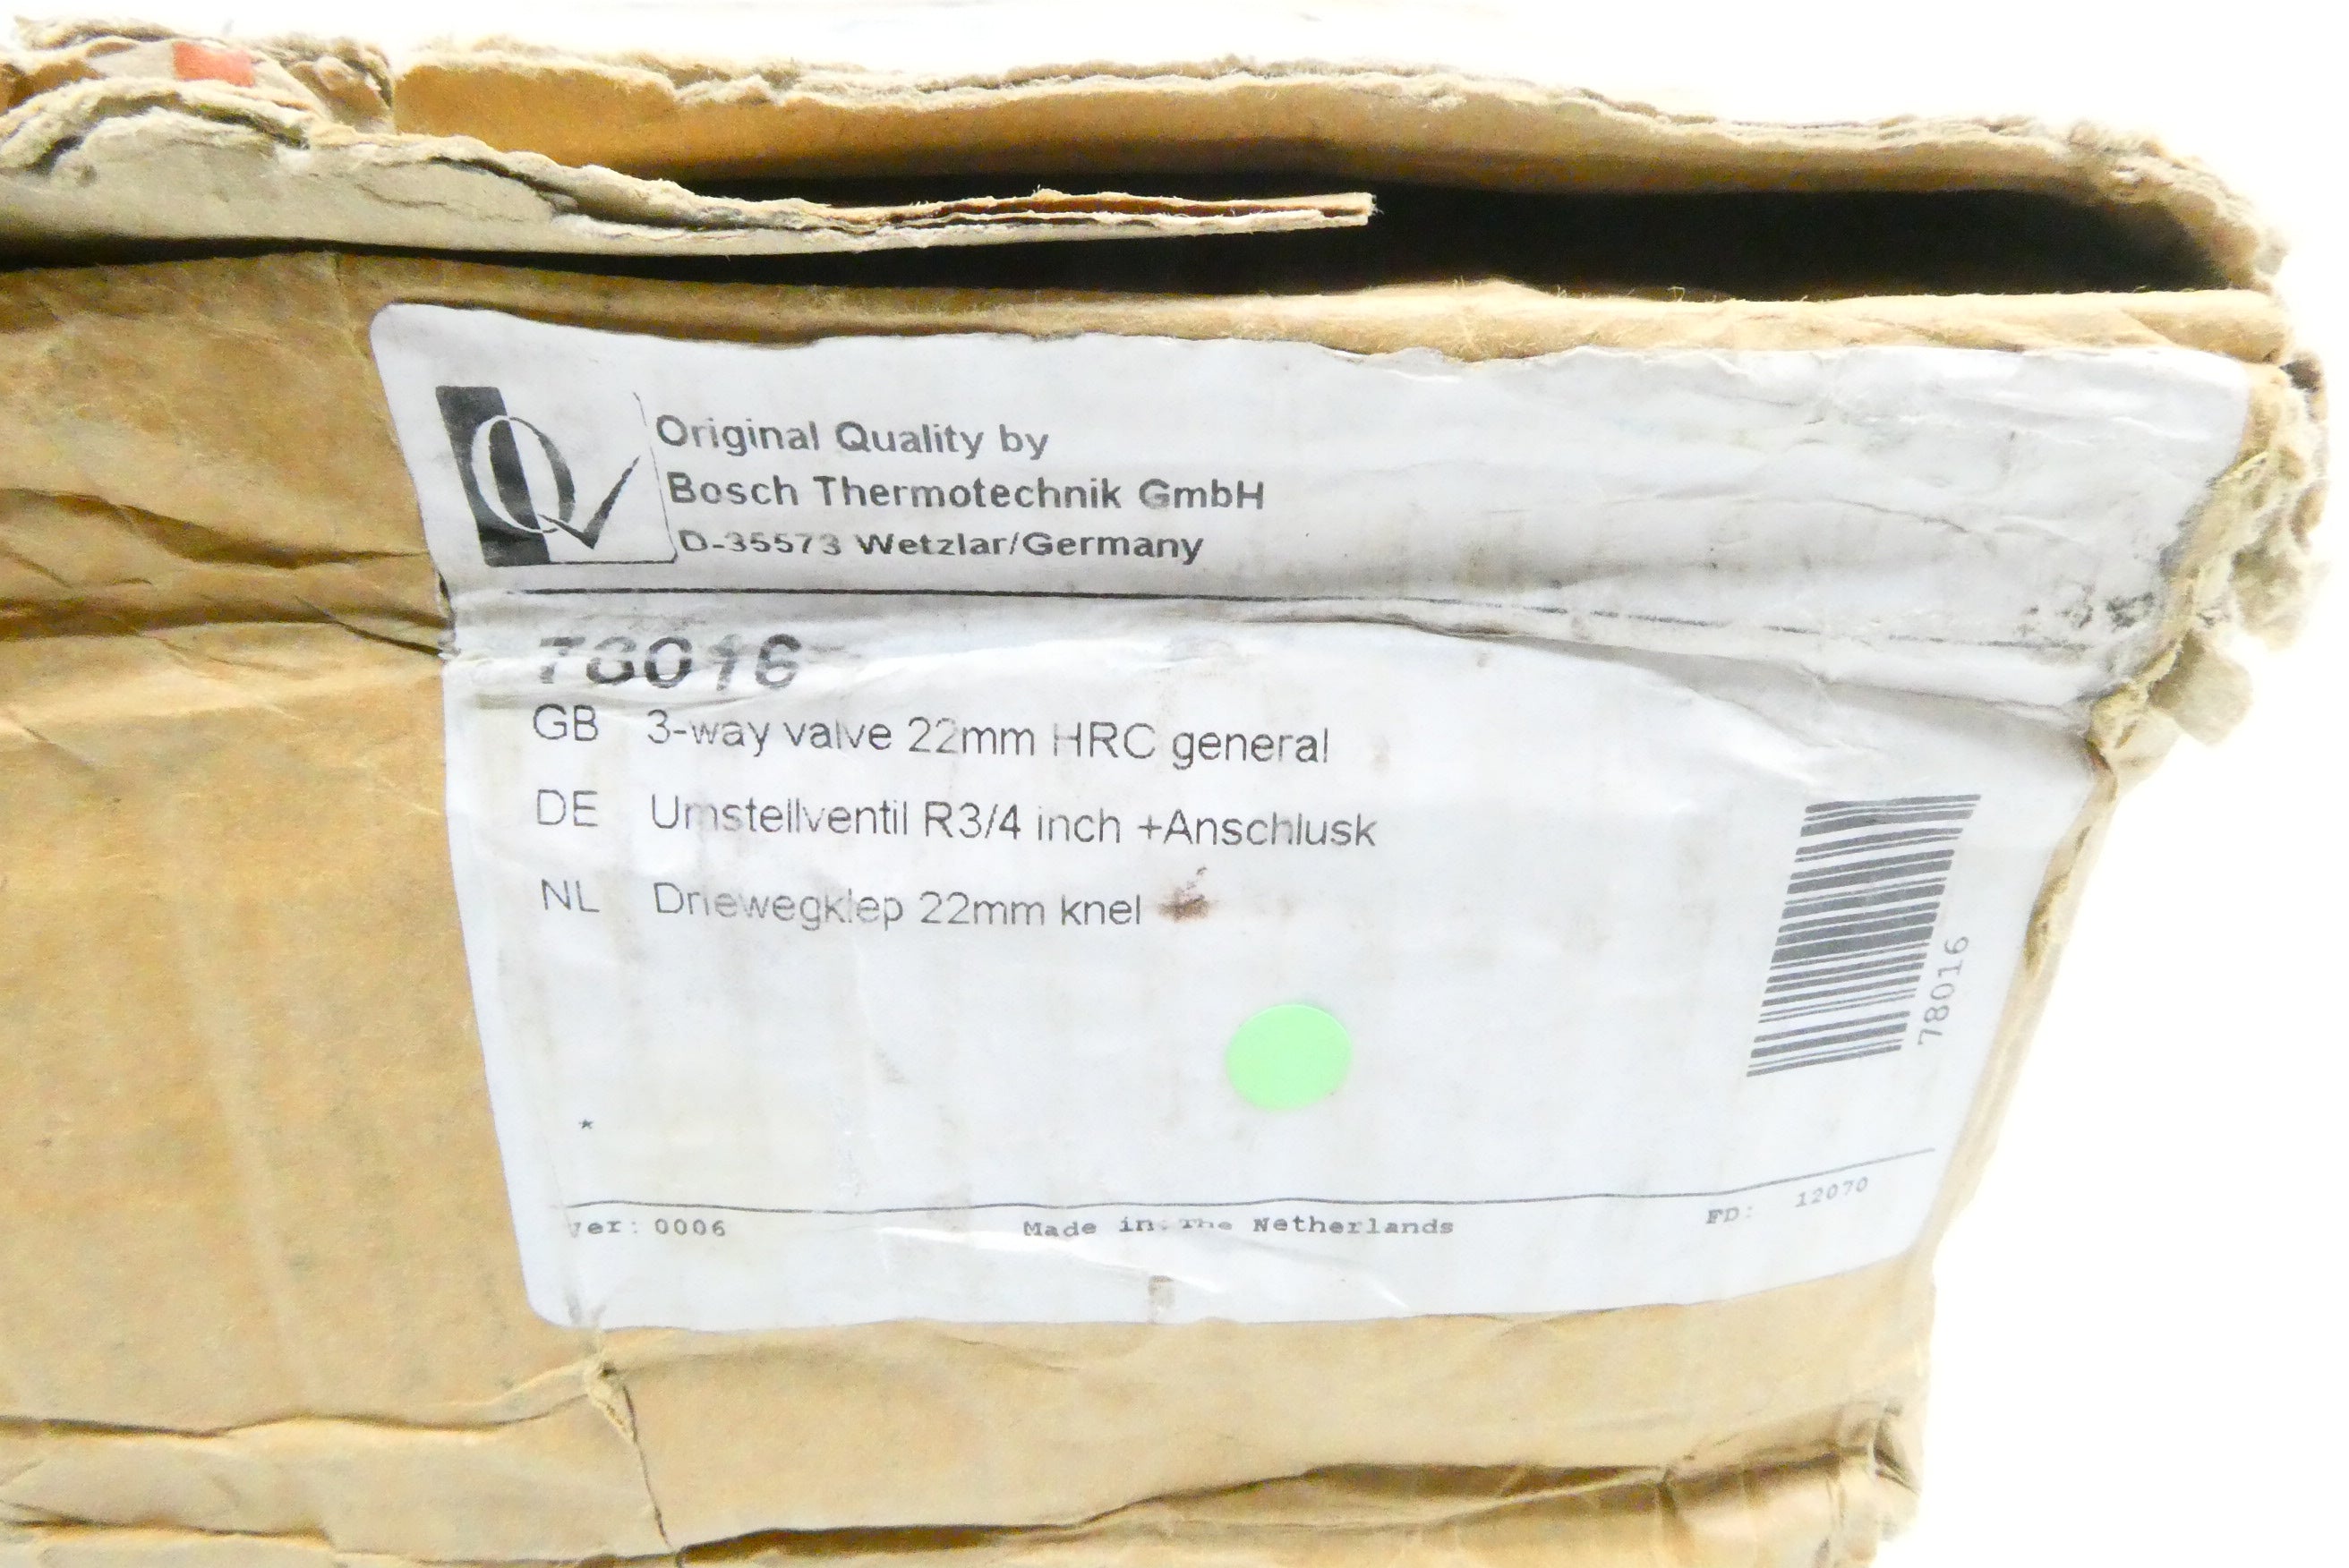 Original Quality by
Bosch Thermotechnik GmbH
D-35573 Wetzlar/Germany
78016
GB 3-way valve 22mm HRC general
DE Umstellventil R3/4 inch +Anschlusk
NL Driewegklep 22mm knel
78016
*
Ver: 0006 Made in The Netherlands FD: 12070